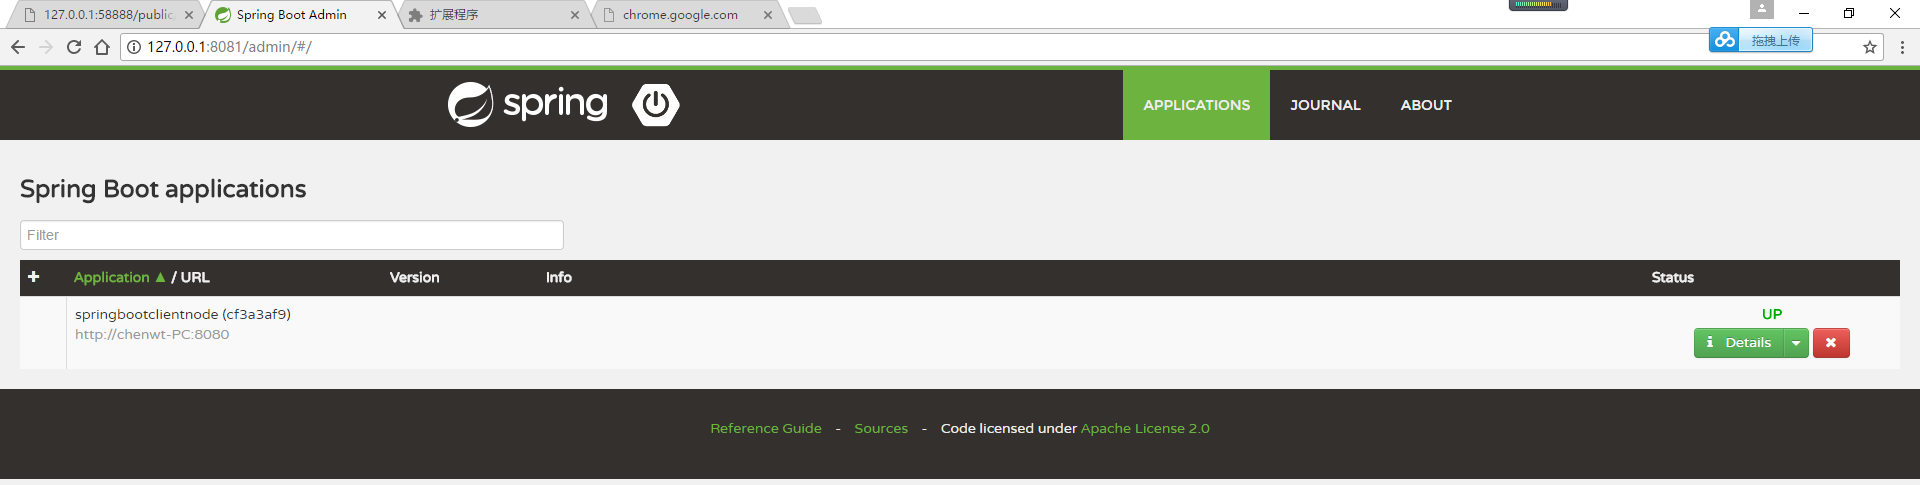 127.0.0.1:58888/public
Spring Boot Admin
扩展程序
chrome.google.com
127.0.0.1:8081/admin/#/
拖拽上传
spring
APPLICATIONS
JOURNAL
ABOUT
Spring Boot applications
Filter
Application ▲ / URL
Version
Info
Status
springbootclientnode (cf3a3af9)
http://chenwt-PC:8080
UP
Details
Reference Guide - Sources - Code licensed under Apache License 2.0